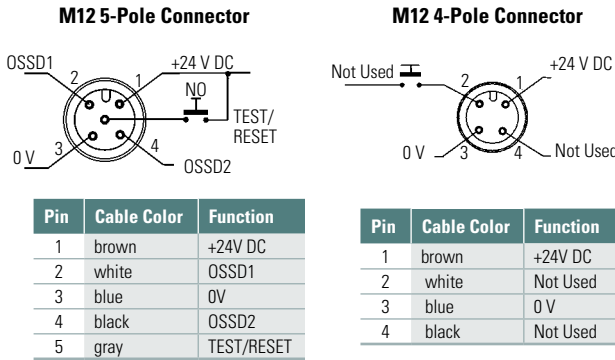 M12 5-Pole Connector
OSSD1
2
1
+24 V DC
NO
TEST/
RESET
0 V
3
4
OSSD2
Pin Cable Color Function
1 brown +24V DC
2 white OSSD1
3 blue 0V
4 black OSSD2
5 gray TEST/RESET
M12 4-Pole Connector
Not Used
2
1
+24 V DC
0 V
3
4
Not Used
Pin Cable Color Function
1 brown +24V DC
2 white Not Used
3 blue 0 V
4 black Not Used